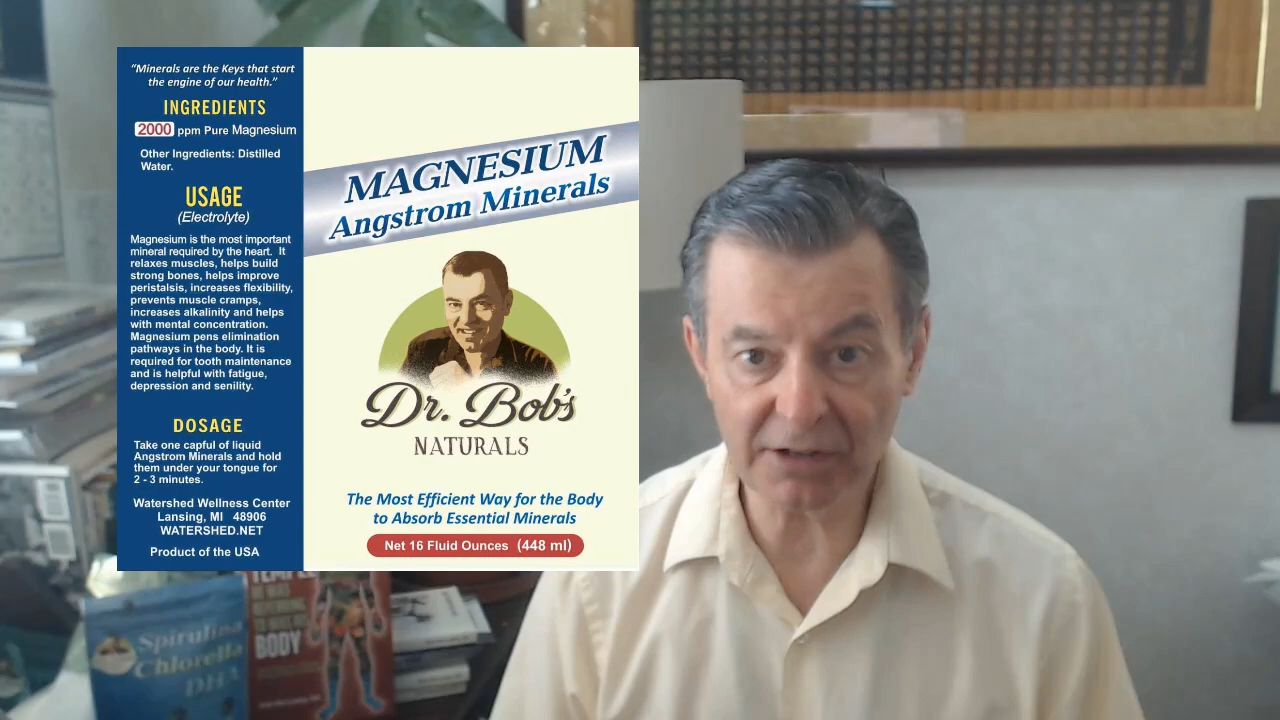 “Minerals are the Keys that start
the engine of our health.”
INGREDIENTS
2000 ppm Pure Magnesium
Other Ingredients: Distilled
Water.
USAGE
(Electrolyte)
Magnesium is the most important
mineral required by the heart. It
relaxes muscles, helps build
strong bones, helps improve
peristalsis, increases flexibility,
prevents muscle cramps,
increases alkalinity and helps
with mental concentration.
Magnesium pens elimination
pathways in the body. It is
required for tooth maintenance
and is helpful with fatigue,
depression and senility.
DOSAGE
Take one capful of liquid
Angstrom Minerals and hold
them under your tongue for
2 - 3 minutes.
Watershed Wellness Center
Lansing, MI 48906
WATERSHED.NET
Product of the USA
MAGNESIUM
Angstrom Minerals
Dr. Bob's
NATURALS
The Most Efficient Way for the Body
to Absorb Essential Minerals
Net 16 Fluid Ounces (448 ml)
Spirulina
Chlorella
DHA
BODY